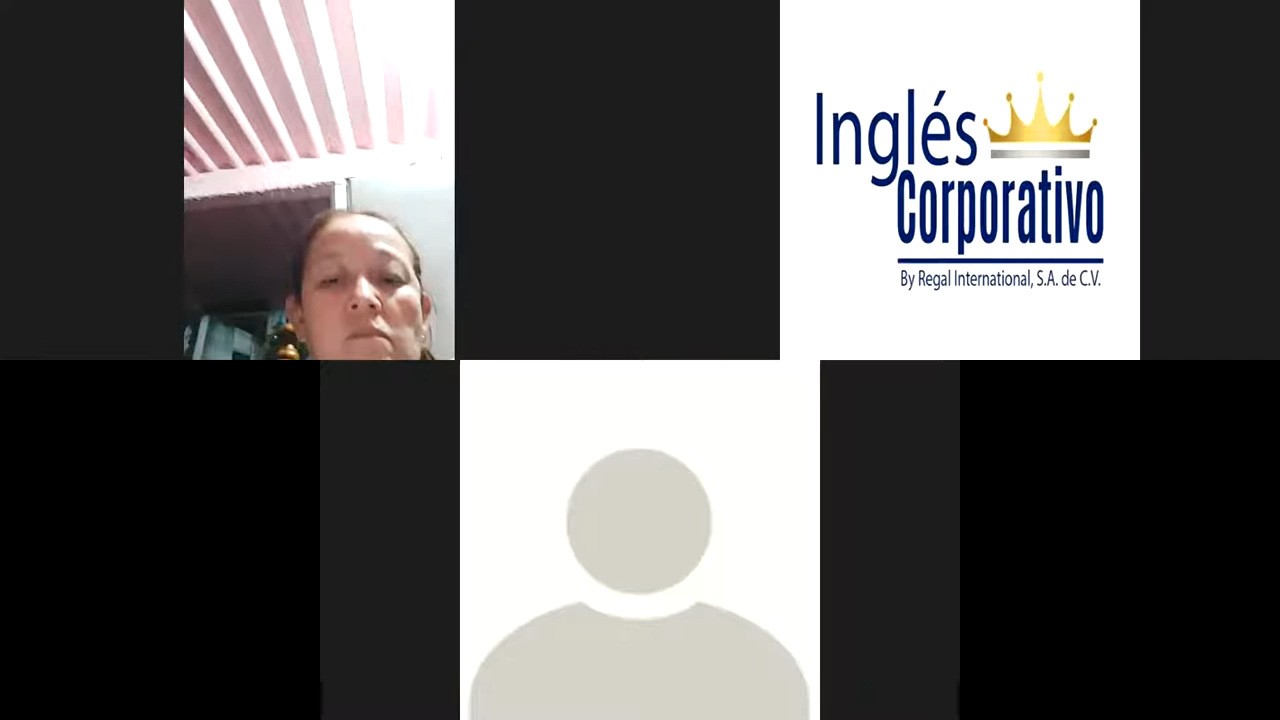 Inglés
Corporativo
By Regal International, S.A. de C.V.